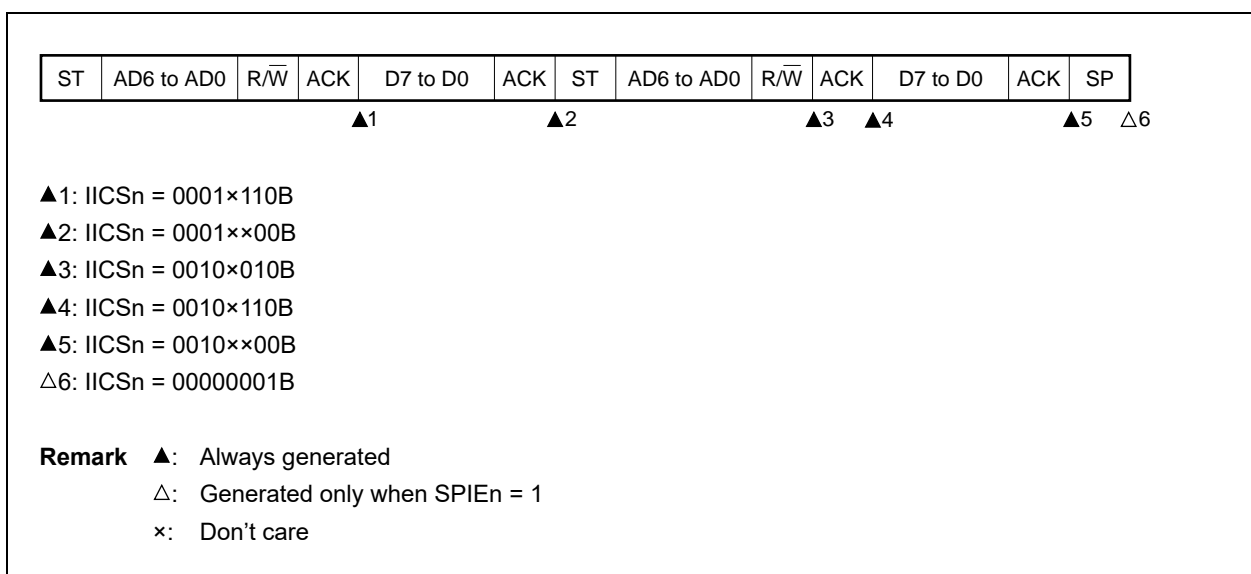 ST AD6 to AD0 R/W̅ ACK D7 to D0 ACK ST AD6 to AD0 R/W̅ ACK D7 to D0 ACK SP
▲1 ▲2 ▲3 ▲4 ▲5 △6
▲1: IICSn = 0001×110B
▲2: IICSn = 0001××00B
▲3: IICSn = 0010×010B
▲4: IICSn = 0010×110B
▲5: IICSn = 0010××00B
△6: IICSn = 00000001B
Remark ▲: Always generated
△: Generated only when SPIEn = 1
×: Don't care